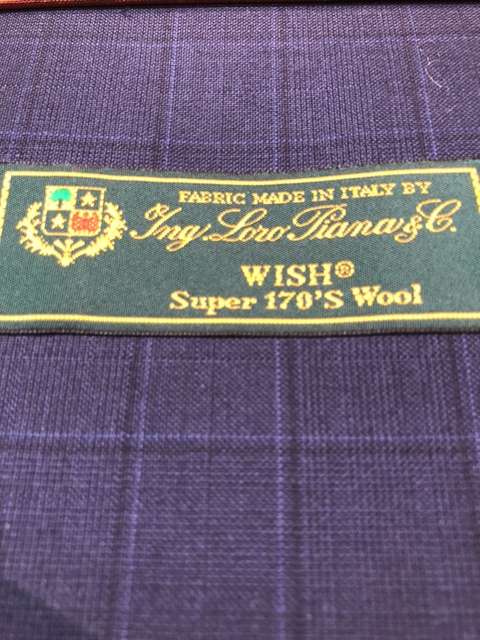 FABRIC MADE IN ITALY BY
Ing. Loro Piana & C.
WISH®
Super 170'S Wool